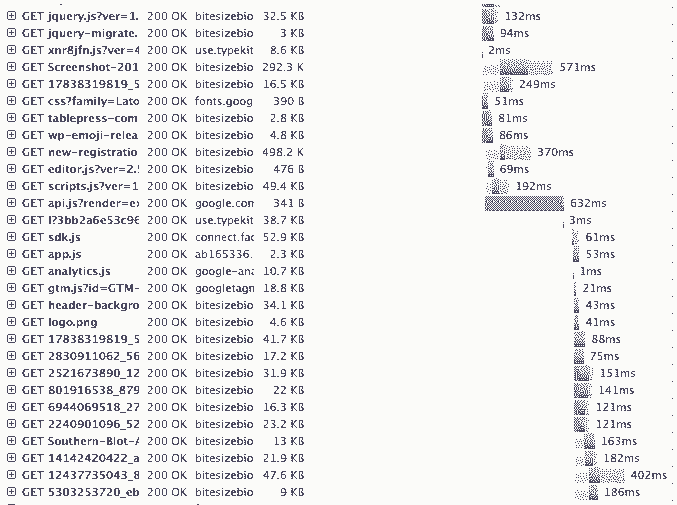 GET jquery.js?ver=1. 200 OK bitesizebio 32.5 KB 132ms
GET jquery-migrate. 200 OK bitesizebio 3 KB 94ms
GET xnr8jfn.js?ver=4 200 OK use.typekit 8.6 KB 2ms
GET Screenshot-201 200 OK bitesizebio 292.3 K 571ms
GET 17838319819_5 200 OK bitesizebio 16.5 KB 249ms
GET css?family=Lato 200 OK fonts.goog 390 B 51ms
GET tablepress-com 200 OK bitesizebio 2.8 KB 81ms
GET wp-emoji-relea 200 OK bitesizebio 4.8 KB 86ms
GET new-registratio 200 OK bitesizebio 498.2 K 370ms
GET editor.js?ver=2.! 200 OK bitesizebio 476 B 69ms
GET scripts.js?ver=1 200 OK bitesizebio 49.4 KB 192ms
GET api.js?render=e> 200 OK google.com 341 B 632ms
GET l?3bb2a6e53c96 200 OK use.typekit 38.7 KB 3ms
GET sdk.js 200 OK connect.fac 52.9 KB 61ms
GET app.js 200 OK ab165336. 2.3 KB 53ms
GET analytics.js 200 OK google-ana 10.7 KB 1ms
GET gtm.js?id=GTM- 200 OK googletagn 18.8 KB 21ms
GET header-backgro 200 OK bitesizebio 34.1 KB 43ms
GET logo.png 200 OK bitesizebio 4.6 KB 41ms
GET 17838319819_5 200 OK bitesizebio 41.7 KB 88ms
GET 2830911062_56 200 OK bitesizebio 17.2 KB 75ms
GET 2521673890_12 200 OK bitesizebio 31.9 KB 151ms
GET 801916538_879 200 OK bitesizebio 22 KB 141ms
GET 6944069518_27 200 OK bitesizebio 16.3 KB 121ms
GET 2240901096_52 200 OK bitesizebio 23.2 KB 121ms
GET Southern-Blot-A 200 OK bitesizebio 13 KB 163ms
GET 14142420422_a 200 OK bitesizebio 21.9 KB 182ms
GET 12437735043_8 200 OK bitesizebio 47.6 KB 402ms
GET 5303253720_eb 200 OK bitesizebio 9 KB 186ms